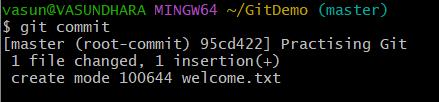 vasun@VASUNDHARA MINGW64 ~/GitDemo (master)
$ git commit
[master (root-commit) 95cd422] Practising Git
 1 file changed, 1 insertion(+)
 create mode 100644 welcome.txt